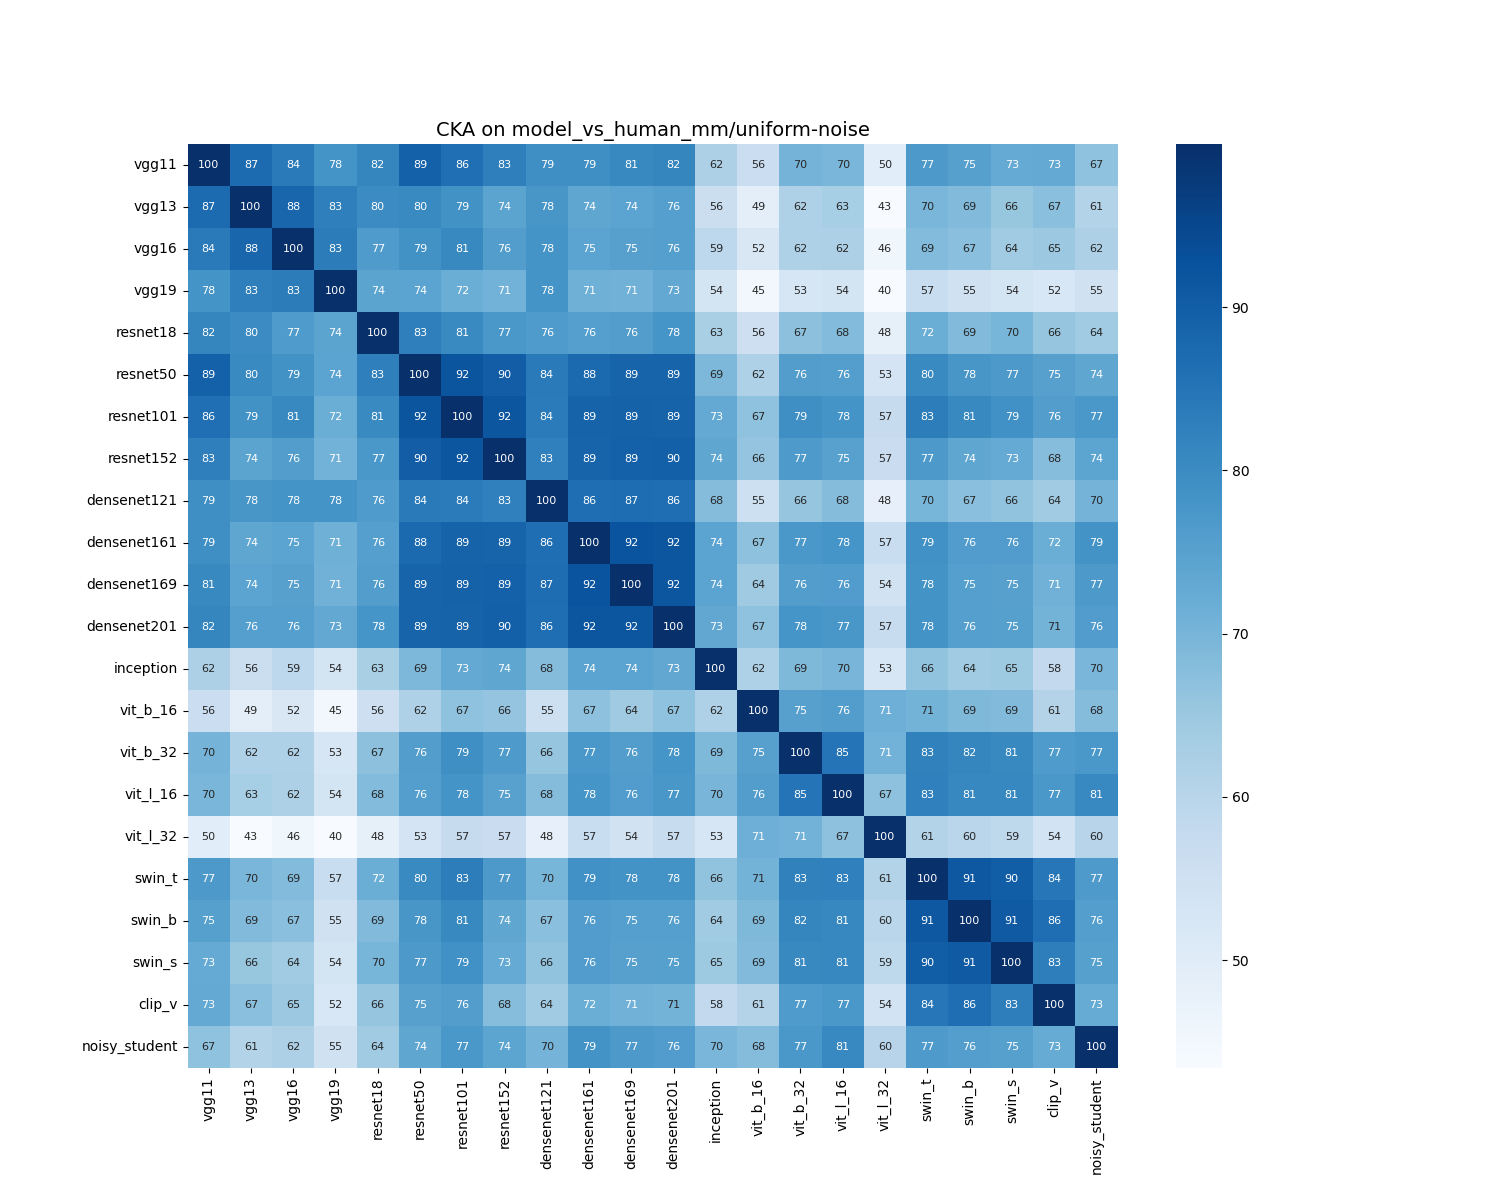 CKA on model_vs_human_mm/uniform-noise
vgg11 100 87 84 78 82 89 86 83 79 79 81 82 62 56 70 70 50 77 75 73 73 67
vgg13 87 100 88 83 80 80 79 74 78 74 74 76 56 49 62 63 43 70 69 66 67 61
vgg16 84 88 100 83 77 79 81 76 78 75 75 76 59 52 62 62 46 69 67 64 65 62
vgg19 78 83 83 100 74 74 72 71 78 71 71 73 54 45 53 54 40 57 55 54 52 55
resnet18 82 80 77 74 100 83 81 77 76 76 76 78 63 56 67 68 48 72 69 70 66 64
resnet50 89 80 79 74 83 100 92 90 84 88 89 89 69 62 76 76 53 80 78 77 75 74
resnet101 86 79 81 72 81 92 100 92 84 89 89 89 73 67 79 78 57 83 81 79 76 77
resnet152 83 74 76 71 77 90 92 100 83 89 89 90 74 66 77 75 57 77 74 73 68 74
densenet121 79 78 78 78 76 84 84 83 100 86 87 86 68 55 66 68 48 70 67 66 64 70
densenet161 79 74 75 71 76 88 89 89 86 100 92 92 74 67 77 78 57 79 76 76 72 79
densenet169 81 74 75 71 76 89 89 89 87 92 100 92 74 64 76 76 54 78 75 75 71 77
densenet201 82 76 76 73 78 89 89 90 86 92 92 100 73 67 78 77 57 78 76 75 71 76
inception 62 56 59 54 63 69 73 74 68 74 74 73 100 62 69 70 53 66 64 65 58 70
vit_b_16 56 49 52 45 56 62 67 66 55 67 64 67 62 100 75 76 71 71 69 69 61 68
vit_b_32 70 62 62 53 67 76 79 77 66 77 76 78 69 75 100 85 71 83 82 81 77 77
vit_l_16 70 63 62 54 68 76 78 75 68 78 76 77 70 76 85 100 67 83 81 81 77 81
vit_l_32 50 43 46 40 48 53 57 57 48 57 54 57 53 71 71 67 100 61 60 59 54 60
swin_t 77 70 69 57 72 80 83 77 70 79 78 78 66 71 83 83 61 100 91 90 84 77
swin_b 75 69 67 55 69 78 81 74 67 76 75 76 64 69 82 81 60 91 100 91 86 76
swin_s 73 66 64 54 70 77 79 73 66 76 75 75 65 69 81 81 59 90 91 100 83 75
clip_v 73 67 65 52 66 75 76 68 64 72 71 71 58 61 77 77 54 84 86 83 100 73
noisy_student 67 61 62 55 64 74 77 74 70 79 77 76 70 68 77 81 60 77 76 75 73 100
vgg11 vgg13 vgg16 vgg19 resnet18 resnet50 resnet101 resnet152 densenet121 densenet161 densenet169 densenet201 inception vit_b_16 vit_b_32 vit_l_16 vit_l_32 swin_t swin_b swin_s clip_v noisy_student
90
80
70
60
50